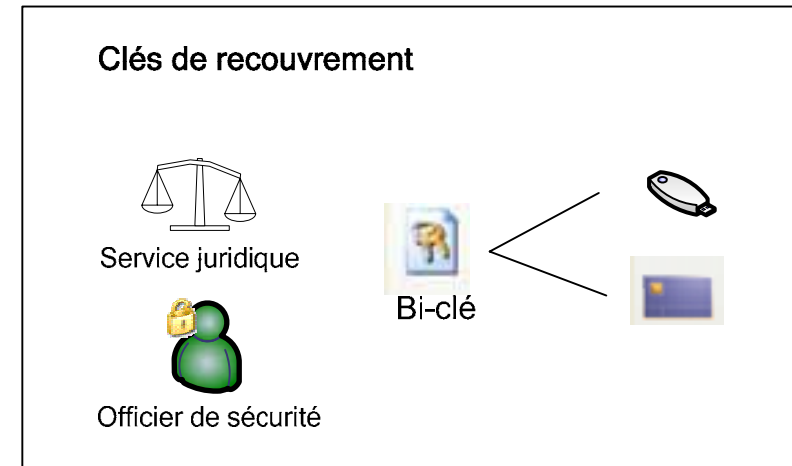 Clés de recouvrement
Service juridique
Bi-clé
Officier de sécurité